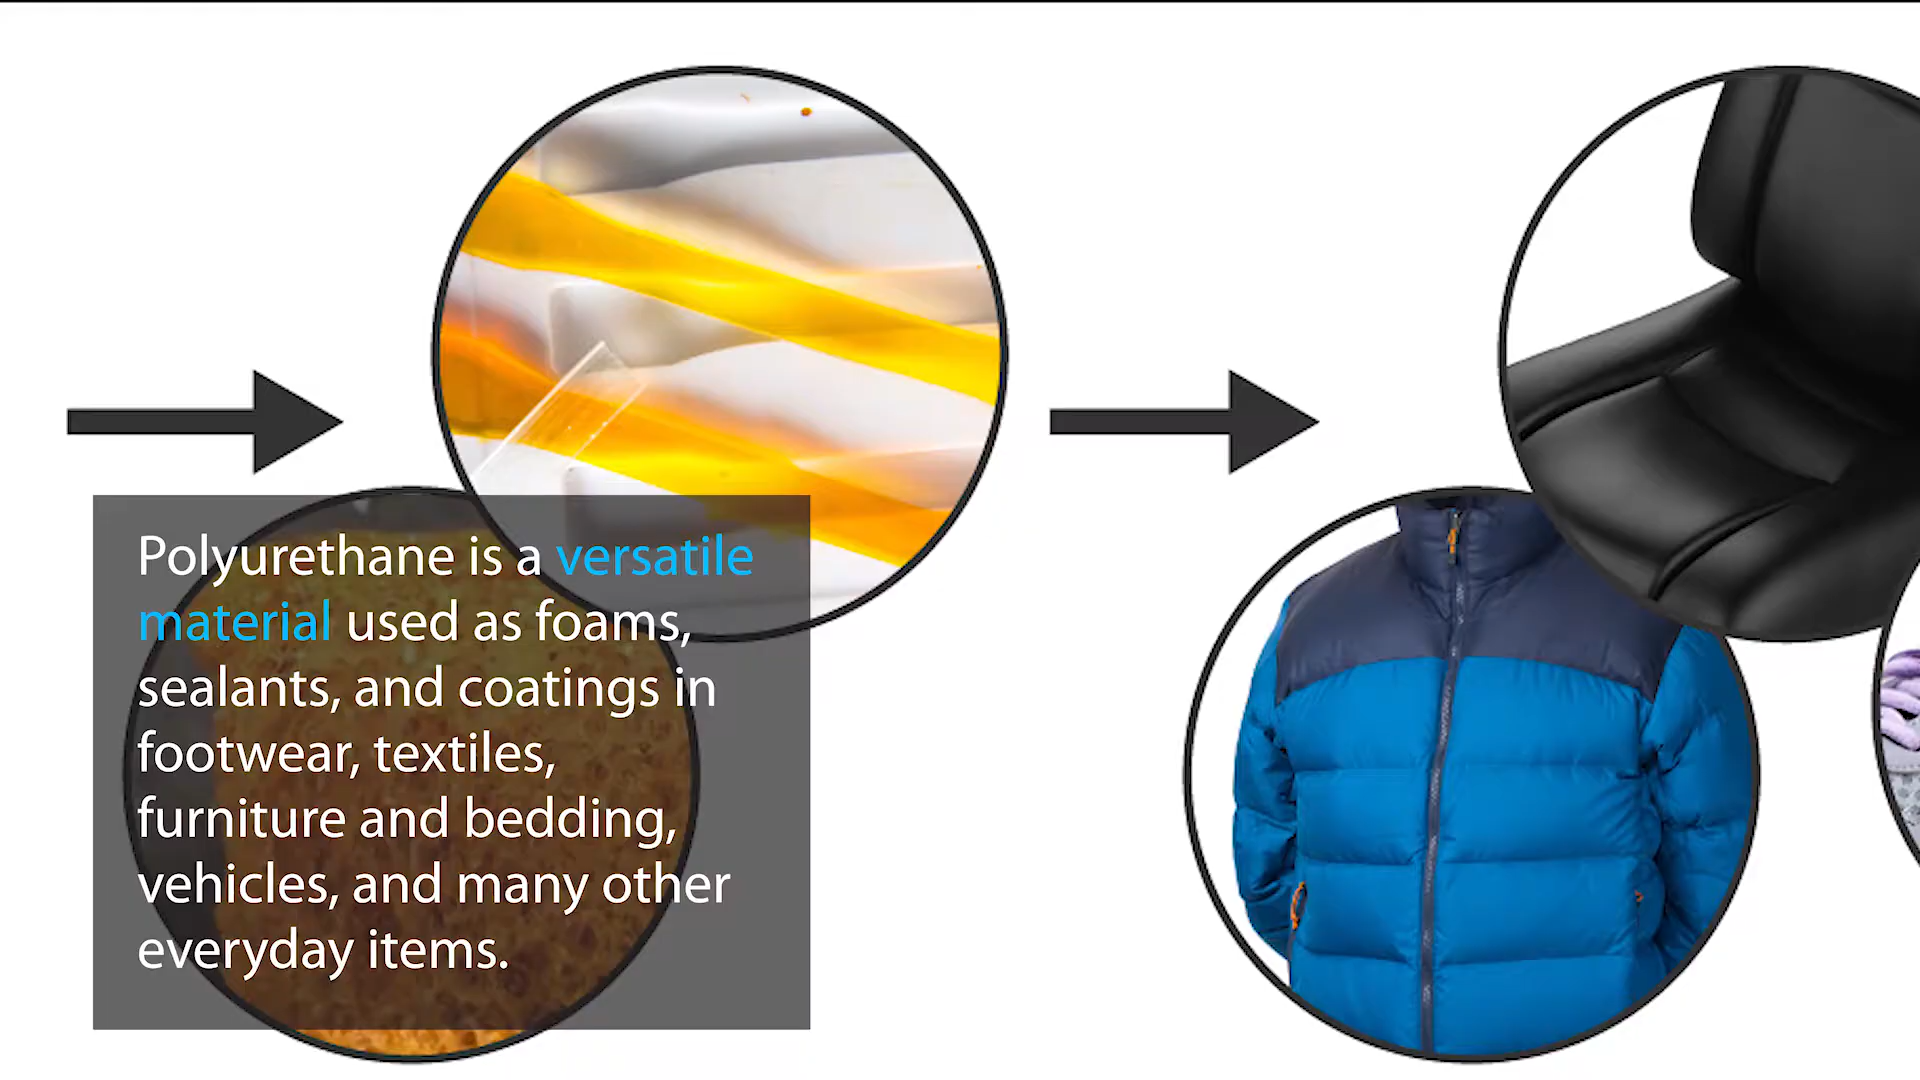 Polyurethane is a versatile
material used as foams,
sealants, and coatings in
footwear, textiles,
furniture and bedding,
vehicles, and many other
everyday items.